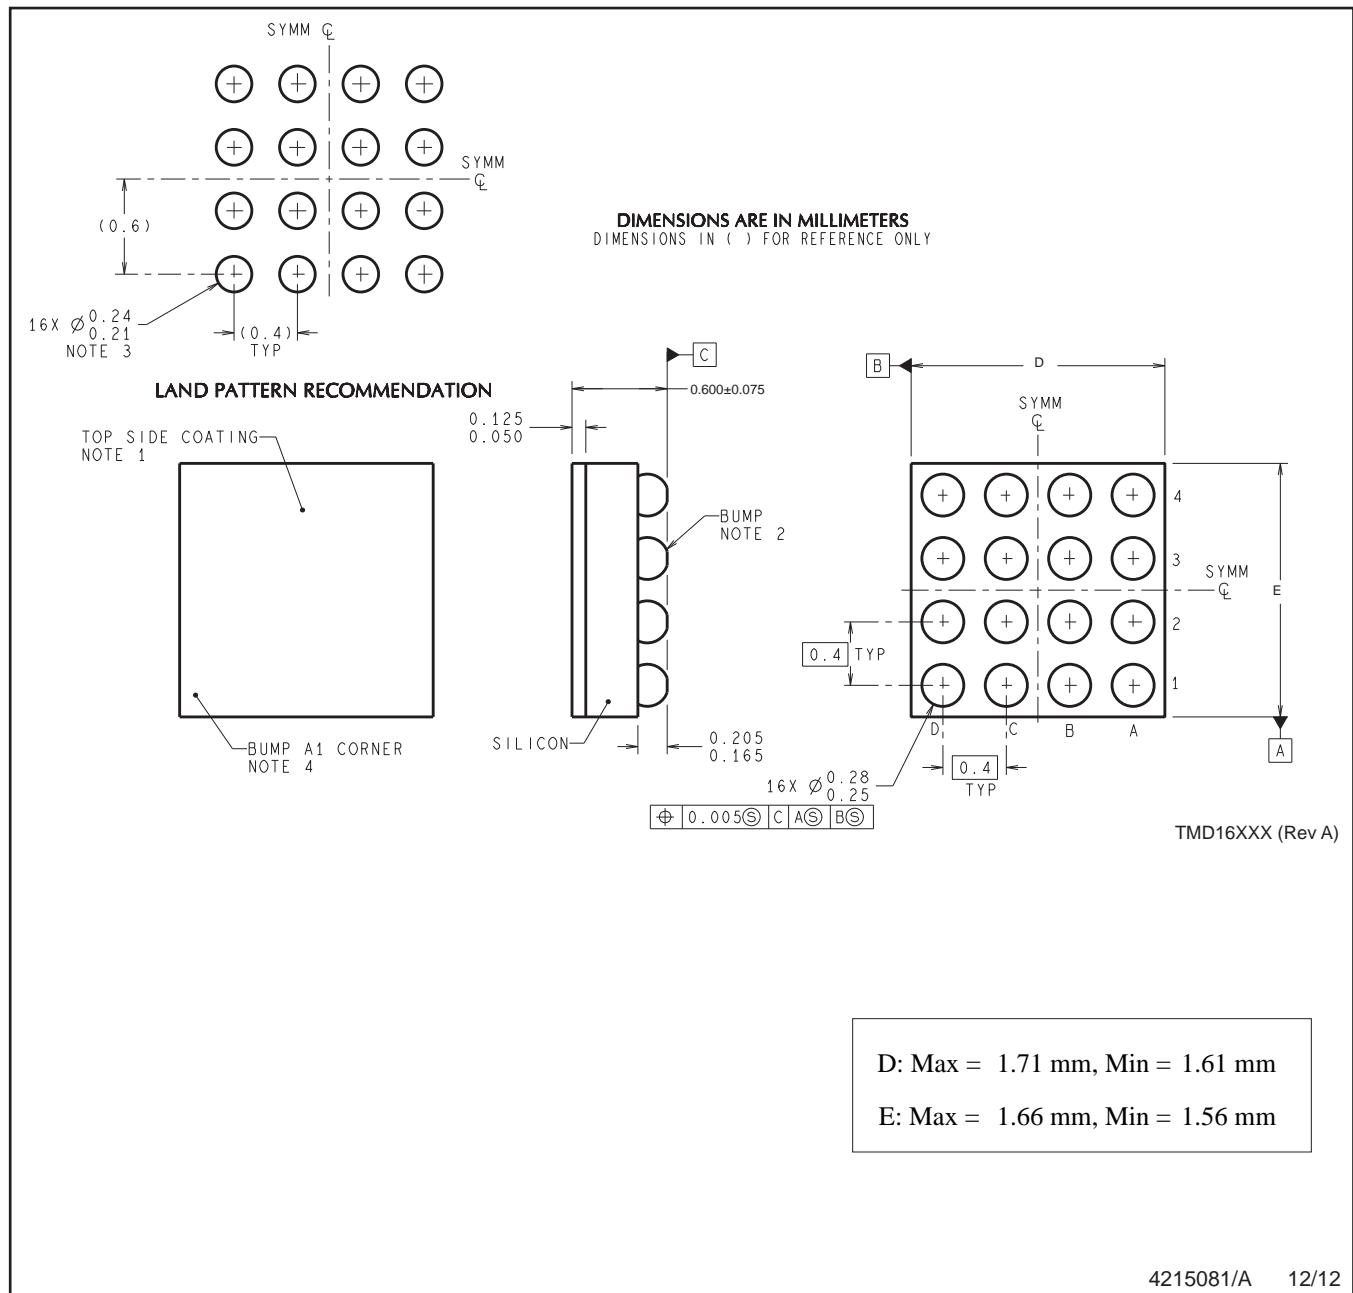 SYMM ℄
SYMM
℄
(0.6)
DIMENSIONS ARE IN MILLIMETERS
DIMENSIONS IN ( ) FOR REFERENCE ONLY
16X ⌀ 0.24
0.21
NOTE 3
(0.4)
TYP
LAND PATTERN RECOMMENDATION
C
0.600±0.075
0.125
0.050
TOP SIDE COATING
NOTE 1
BUMP
NOTE 2
BUMP A1 CORNER
NOTE 4
SILICON
0.205
0.165
B
D
SYMM
℄
4
3
SYMM
℄
E
2
0.4 TYP
1
D C B A
A
0.4
TYP
16X ⌀ 0.28
0.25
⌖ 0.005Ⓢ C AⓈ BⓈ
TMD16XXX (Rev A)
D: Max = 1.71 mm, Min = 1.61 mm
E: Max = 1.66 mm, Min = 1.56 mm
4215081/A 12/12